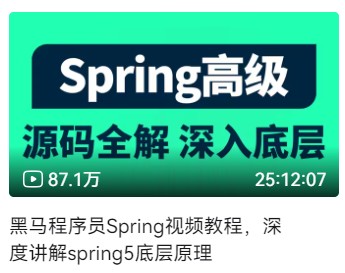 Spring高级
源码全解 深入底层
87.1万
25:12:07
黑马程序员Spring视频教程，深
度讲解spring5底层原理